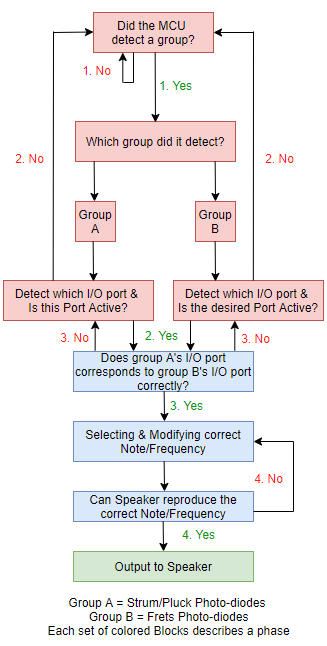 Did the MCU
detect a group?
1. No
1. Yes
Which group did it detect?
2. No
2. No
Group
A
Group
B
Detect which I/O port &
Is this Port Active?
Detect which I/O port &
Is the desired Port Active?
3. No
2. Yes
3. No
Does group A's I/O port
corresponds to group B's I/O port
correctly?
3. Yes
Selecting & Modifying correct
Note/Frequency
4. No
Can Speaker reproduce the
correct Note/Frequency
4. Yes
Output to Speaker
Group A = Strum/Pluck Photo-diodes
Group B = Frets Photo-diodes
Each set of colored Blocks describes a phase